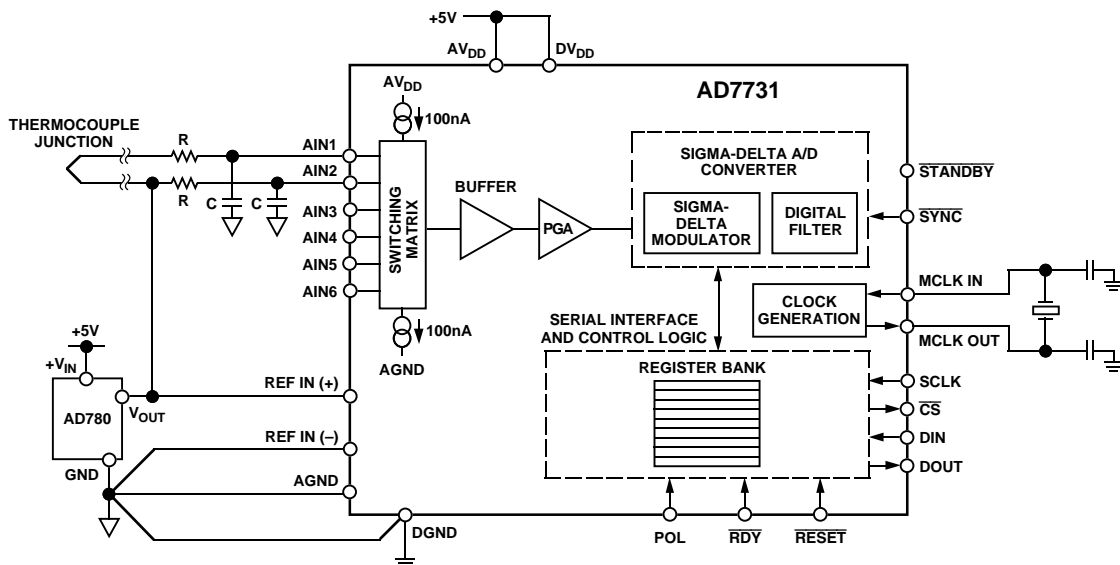 +5V
AVDD
DVDD
AD7731
AVDD
100nA
THERMOCOUPLE
JUNCTION
R
AIN1
AIN2
R
C
C
AIN3
AIN4
AIN5
AIN6
SWITCHING
MATRIX
BUFFER
PGA
SIGMA-DELTA A/D
CONVERTER
SIGMA-
DELTA
MODULATOR
DIGITAL
FILTER
STANDBY
SYNC
MCLK IN
CLOCK
GENERATION
MCLK OUT
100nA
AGND
SERIAL INTERFACE
AND CONTROL LOGIC
REGISTER BANK
SCLK
CS
DIN
DOUT
+5V
+VIN
AD780
VOUT
GND
REF IN (+)
REF IN (–)
AGND
DGND
POL
RDY
RESET